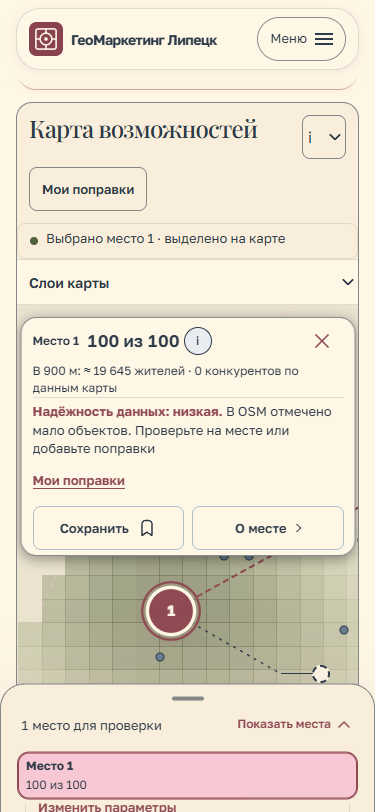 ГеоМаркетинг Липецк
Меню
Карта возможностей
i
Мои поправки
Выбрано место 1 · выделено на карте
Слои карты
Место 1 100 из 100 i
В 900 м: ≈ 19 645 жителей · 0 конкурентов по
данным карты
Надёжность данных: низкая. В OSM отмечено
мало объектов. Проверьте на месте или
добавьте поправки
Мои поправки
Сохранить
О месте
1
1 место для проверки
Показать места
Место 1
100 из 100
Изменить параметры